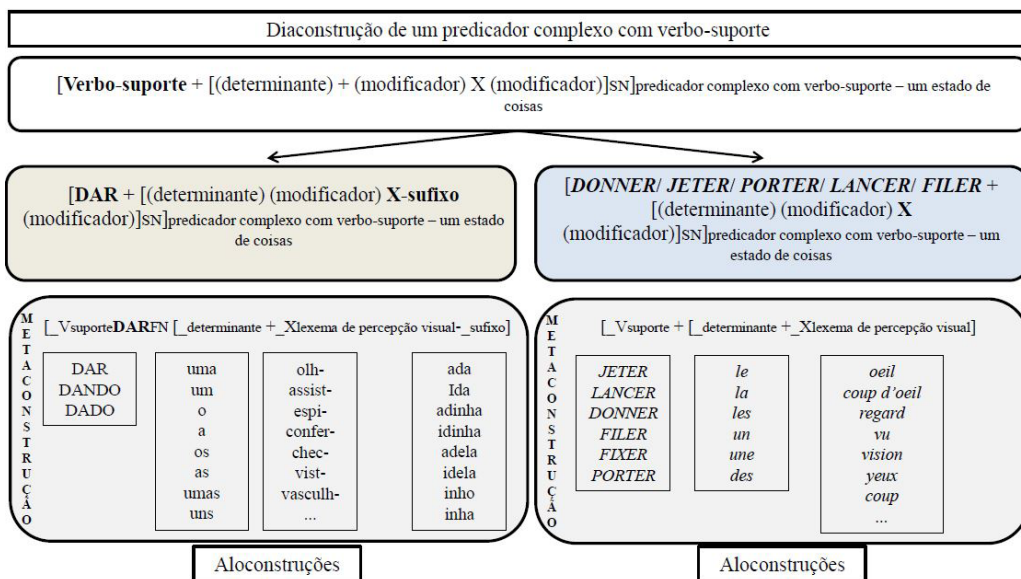 Diaconstrução de um predicador complexo com verbo-suporte
[Verbo-suporte + [(determinante) + (modificador) X (modificador)]SN]predicador complexo com verbo-suporte – um estado de
coisas
[DAR + [(determinante) (modificador) X-sufixo
(modificador)]SN]predicador complexo com verbo-suporte – um estado
de coisas
[DONNER/ JETER/ PORTER/ LANCER/ FILER +
[(determinante) (modificador) X
(modificador)]SN]predicador complexo com verbo-suporte – um
estado de coisas
METACONSTRUÇÃO
[_VsuporteDARFN [_determinante +_Xlexema de percepção visual-_sufixo]
DAR
DANDO
DADO
uma
um
o
a
os
as
umas
uns
olh-
assist-
espi-
confer-
chec-
vist-
vasculh-
...
ada
Ida
adinha
idinha
adela
idela
inho
inha
Aloconstruções
METACONSTRUÇÃO
[_Vsuporte + [_determinante +_Xlexema de percepção visual]
JETER
LANCER
DONNER
FILER
FIXER
PORTER
le
la
les
un
une
des
oeil
coup d'oeil
regard
vu
vision
yeux
coup
...
Aloconstruções